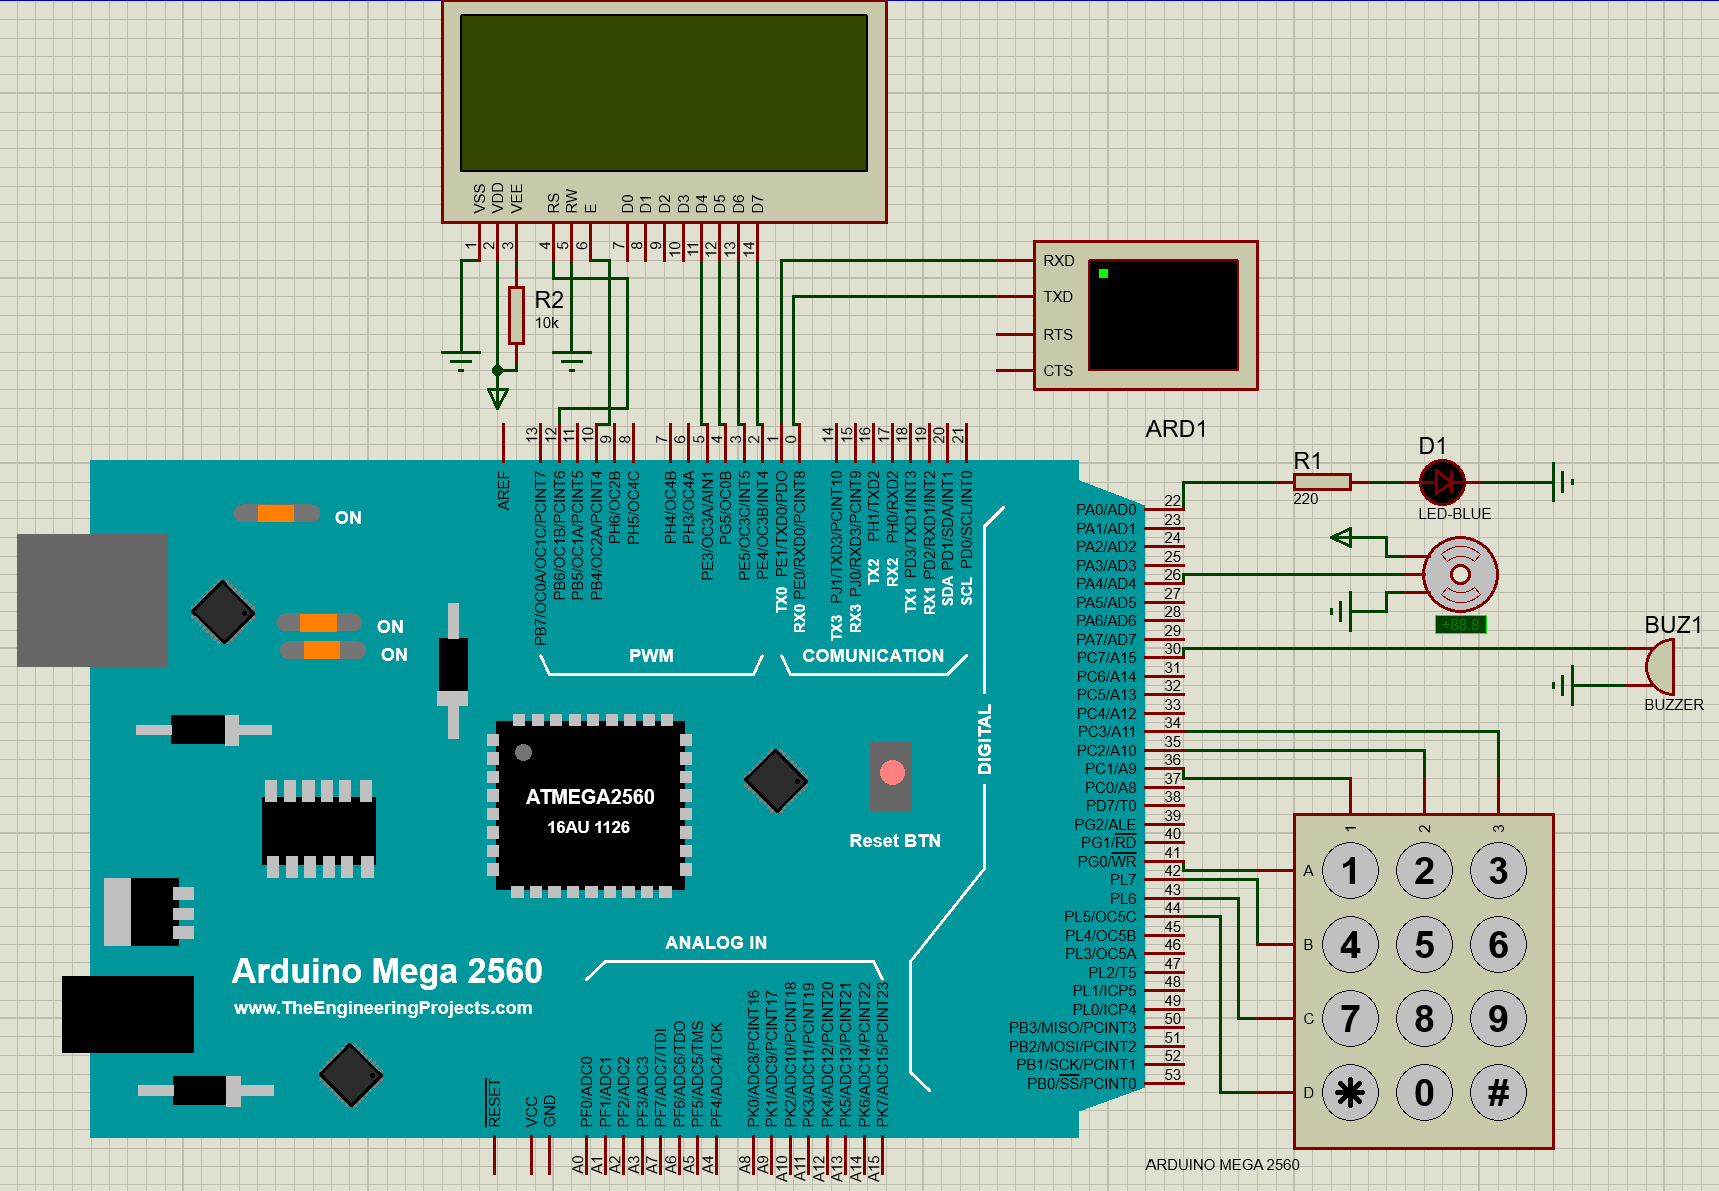 VSS
VDD
VEE
RS
RW
E
D0
D1
D2
D3
D4
D5
D6
D7
1
2
3
4
5
6
7
8
9
10
11
12
13
14
R2
10k
RXD
TXD
RTS
CTS
ARD1
13
12
11
10
9
8
7
6
5
4
3
2
1
0
14
15
16
17
18
19
20
21
AREF
PB7/OC0A/OC1C/PCINT7
PB6/OC1B/PCINT6
PB5/OC1A/PCINT5
PB4/OC2A/PCINT4
PH6/OC2B
PH5/OC4C
PH4/OC4B
PH3/OC4A
PE3/OC3A/AIN1
PG5/OC0B
PE5/OC3C/INT5
PE4/OC3B/INT4
TX0 PE1/TXD0/PDO
RX0 PE0/RXD0/PCINT8
TX3 PJ1/TXD3/PCINT10
RX3 PJ0/RXD3/PCINT9
TX2 PH1/TXD2
RX2 PH0/RXD2
TX1 PD3/TXD1/INT3
RX1 PD2/RXD1/INT2
SDA PD1/SDA/INT1
SCL PD0/SCL/INT0
ON
ON
ON
PWM
COMUNICATION
DIGITAL
ATMEGA2560
16AU 1126
Reset BTN
ANALOG IN
Arduino Mega 2560
www.TheEngineeringProjects.com
PA0/AD0 22
PA1/AD1 23
PA2/AD2 24
PA3/AD3 25
PA4/AD4 26
PA5/AD5 27
PA6/AD6 28
PA7/AD7 29
PC7/A15 30
PC6/A14 31
PC5/A13 32
PC4/A12 33
PC3/A11 34
PC2/A10 35
PC1/A9 36
PC0/A8 37
PD7/T0 38
PG2/ALE 39
PG1/RD 40
PG0/WR 41
PL7 42
PL6 43
PL5/OC5C 44
PL4/OC5B 45
PL3/OC5A 46
PL2/T5 47
PL1/ICP5 48
PL0/ICP4 49
PB3/MISO/PCINT3 50
PB2/MOSI/PCINT2 51
PB1/SCK/PCINT1 52
PB0/SS/PCINT0 53
R1
220
D1
LED-BLUE
+88.8
BUZ1
BUZZER
1 2 3
A 1 2 3
B 4 5 6
C 7 8 9
D * 0 #
RESET
VCC
GND
PF0/ADC0
PF1/ADC1
PF2/ADC2
PF3/ADC3
PF7/ADC7/TDI
PF6/ADC6/TDO
PF5/ADC5/TMS
PF4/ADC4/TCK
PK0/ADC8/PCINT16
PK1/ADC9/PCINT17
PK2/ADC10/PCINT18
PK3/ADC11/PCINT19
PK4/ADC12/PCINT20
PK5/ADC13/PCINT21
PK6/ADC14/PCINT22
PK7/ADC15/PCINT23
A0
A1
A2
A3
A7
A6
A5
A4
A8
A9
A10
A11
A12
A13
A14
A15
ARDUINO MEGA 2560